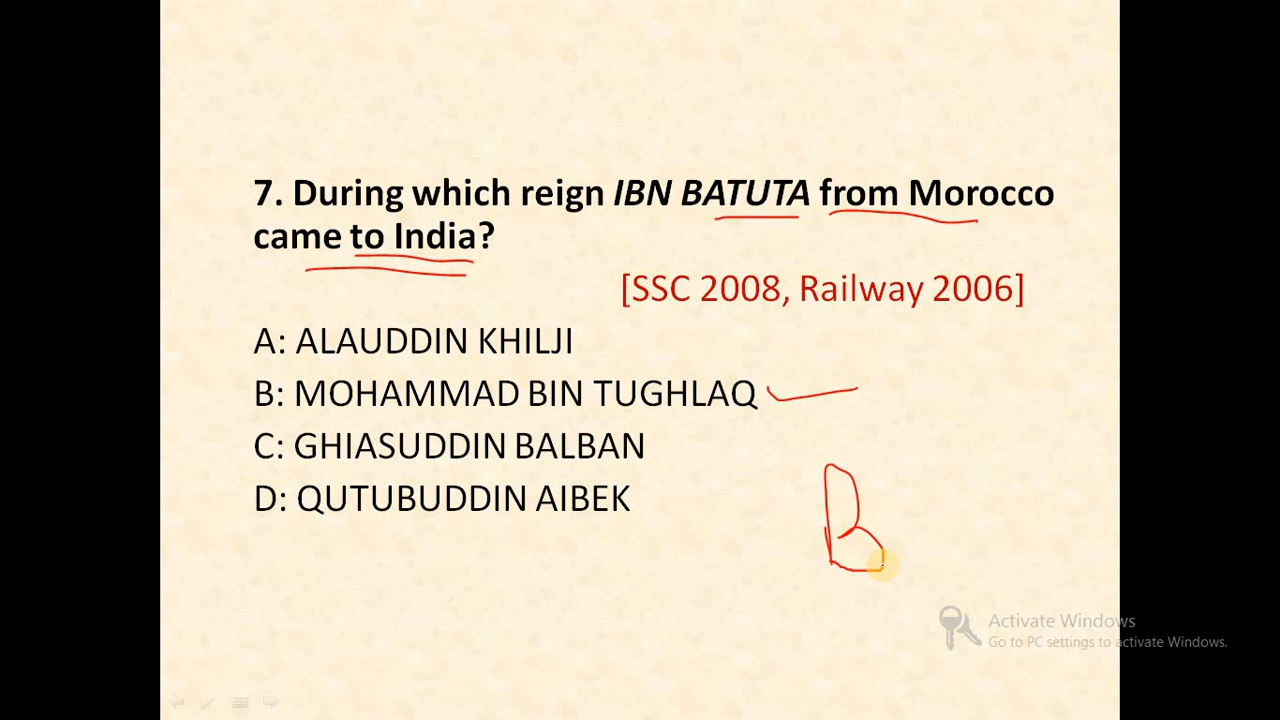 7. During which reign IBN BATUTA from Morocco
came to India?
[SSC 2008, Railway 2006]
A: ALAUDDIN KHILJI
B: MOHAMMAD BIN TUGHLAQ
C: GHIASUDDIN BALBAN
D: QUTUBUDDIN AIBEK
B
Activate Windows
Go to PC settings to activate Windows.